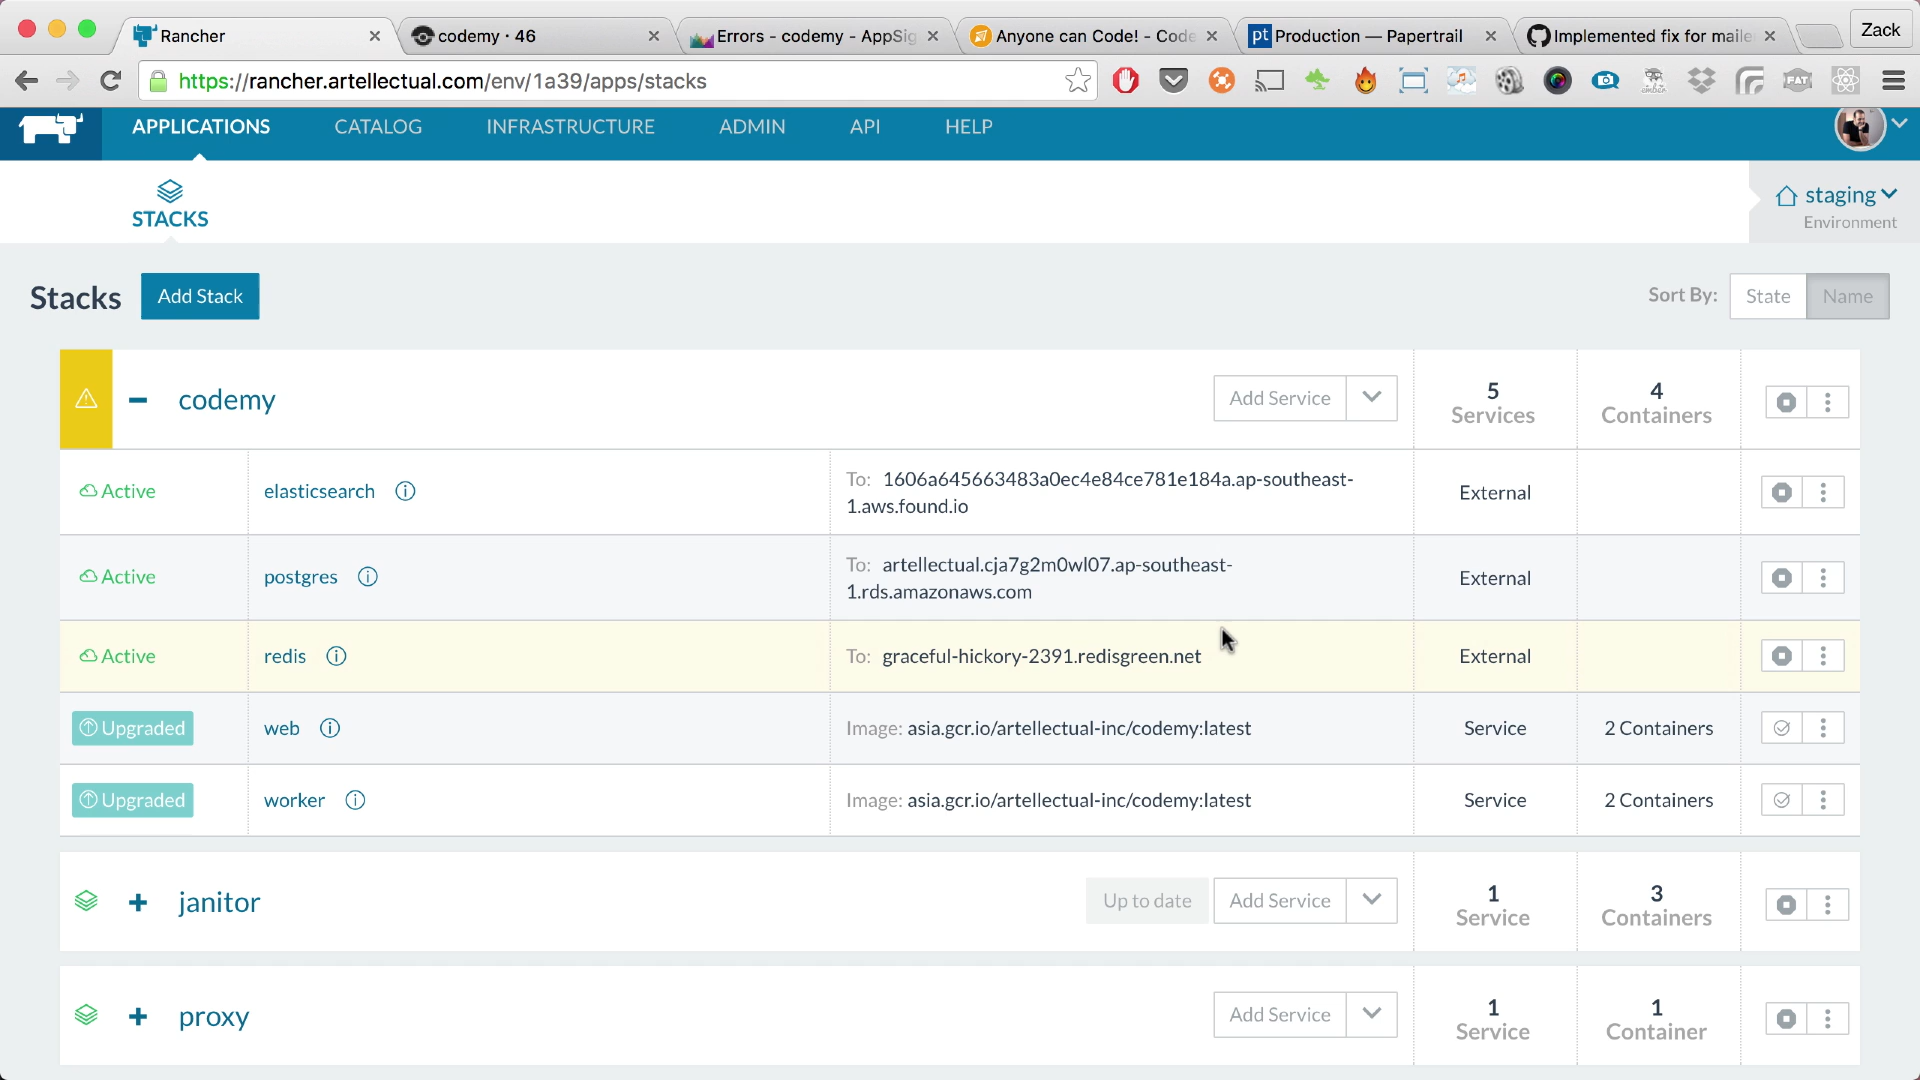 Rancher
codemy · 46
Errors - codemy - AppSig
Anyone can Code! - Code
Production — Papertrail
Implemented fix for maile
Zack
https://rancher.artellectual.com/env/1a39/apps/stacks
APPLICATIONS
CATALOG
INFRASTRUCTURE
ADMIN
API
HELP
STACKS
staging
Environment
Stacks
Add Stack
Sort By:
State
Name
codemy
Add Service
5
Services
4
Containers
Active
elasticsearch
To: 1606a645663483a0ec4e84ce781e184a.ap-southeast-
1.aws.found.io
External
Active
postgres
To: artellectual.cja7g2m0wl07.ap-southeast-
1.rds.amazonaws.com
External
Active
redis
To: graceful-hickory-2391.redisgreen.net
External
Upgraded
web
Image: asia.gcr.io/artellectual-inc/codemy:latest
Service
2 Containers
Upgraded
worker
Image: asia.gcr.io/artellectual-inc/codemy:latest
Service
2 Containers
janitor
Up to date
Add Service
1
Service
3
Containers
proxy
Add Service
1
Service
1
Container